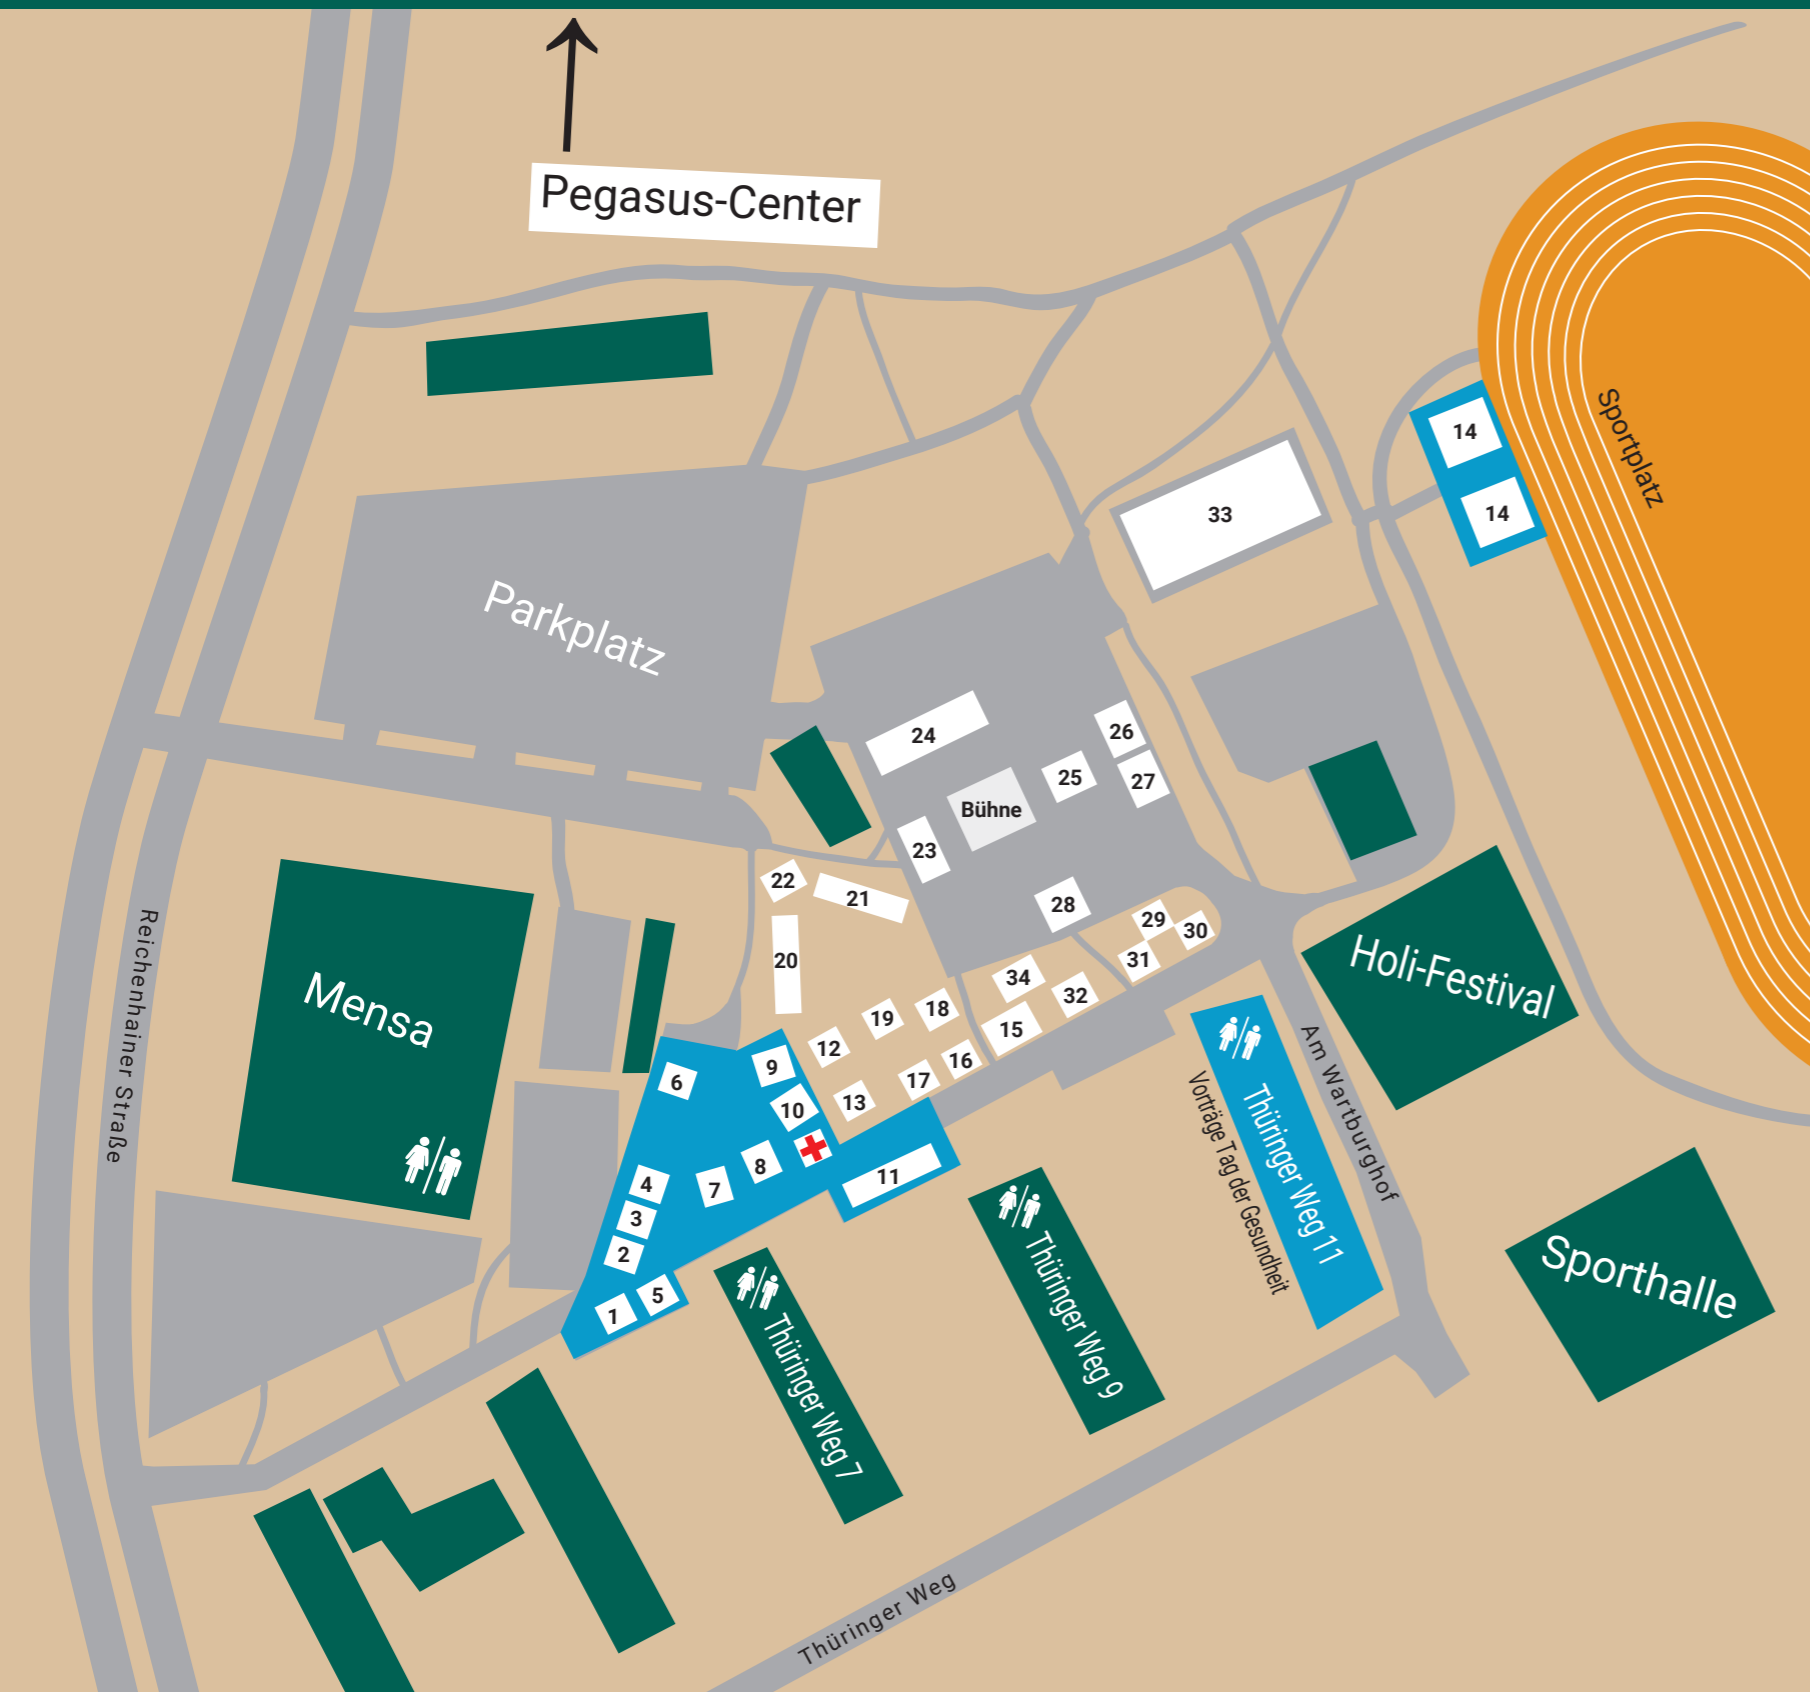 Pegasus-Center
Sportplatz
14
14
33
Parkplatz
24
26
25
27
Bühne
23
22
21
28
29
30
20
31
34
32
Holi-Festival
Mensa
Reichenhainer Straße
19
18
15
12
16
9
17
6
10
13
Thüringer Weg 11
Vorträge Tag der Gesundheit
Am Wartburghof
8
11
4
7
3
2
5
1
Thüringer Weg 9
Sporthalle
Thüringer Weg 7
Thüringer Weg